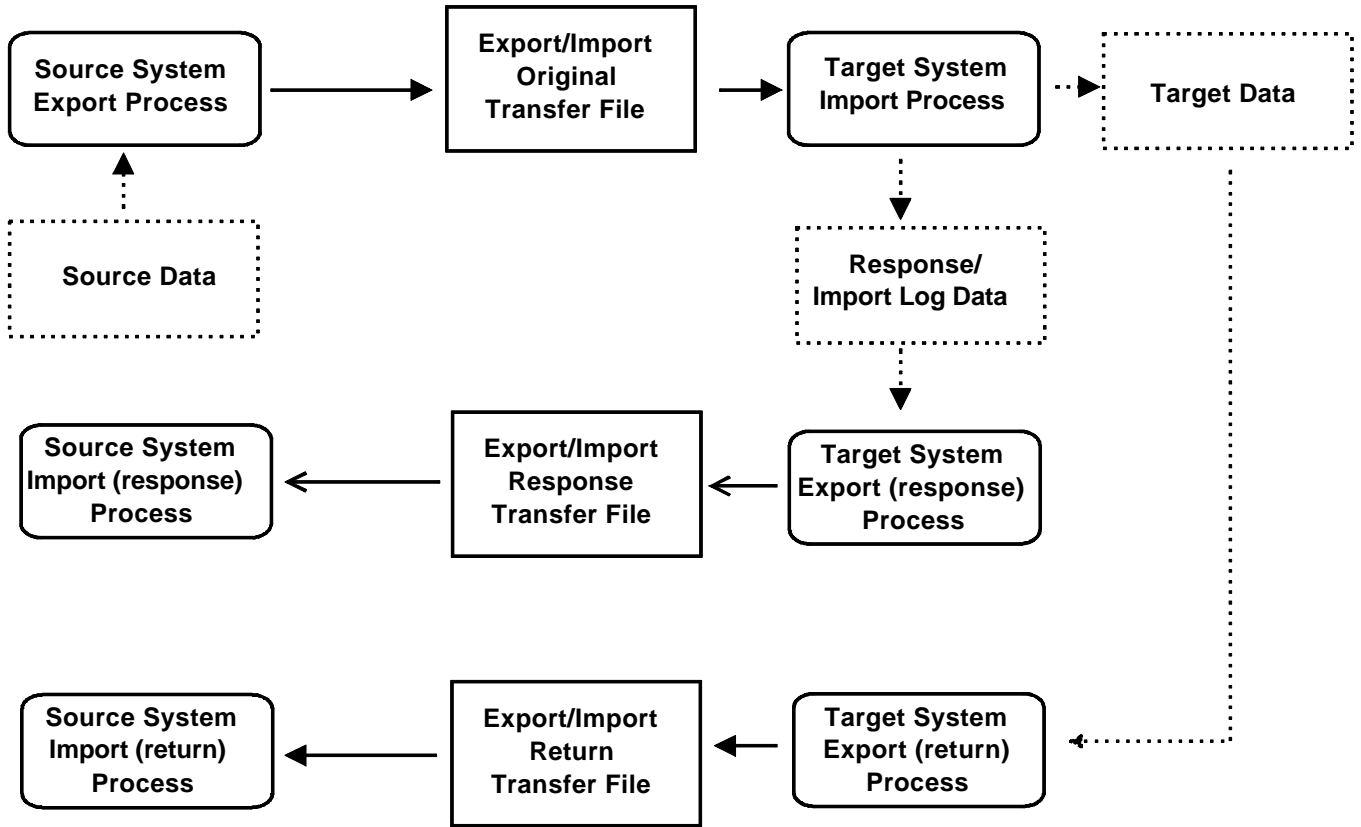 Source System
Export Process
Export/Import
Original
Transfer File
Target System
Import Process
Target Data
Source Data
Response/
Import Log Data
Source System
Import (response)
Process
Export/Import
Response
Transfer File
Target System
Export (response)
Process
Source System
Import (return)
Process
Export/Import
Return
Transfer File
Target System
Export (return)
Process